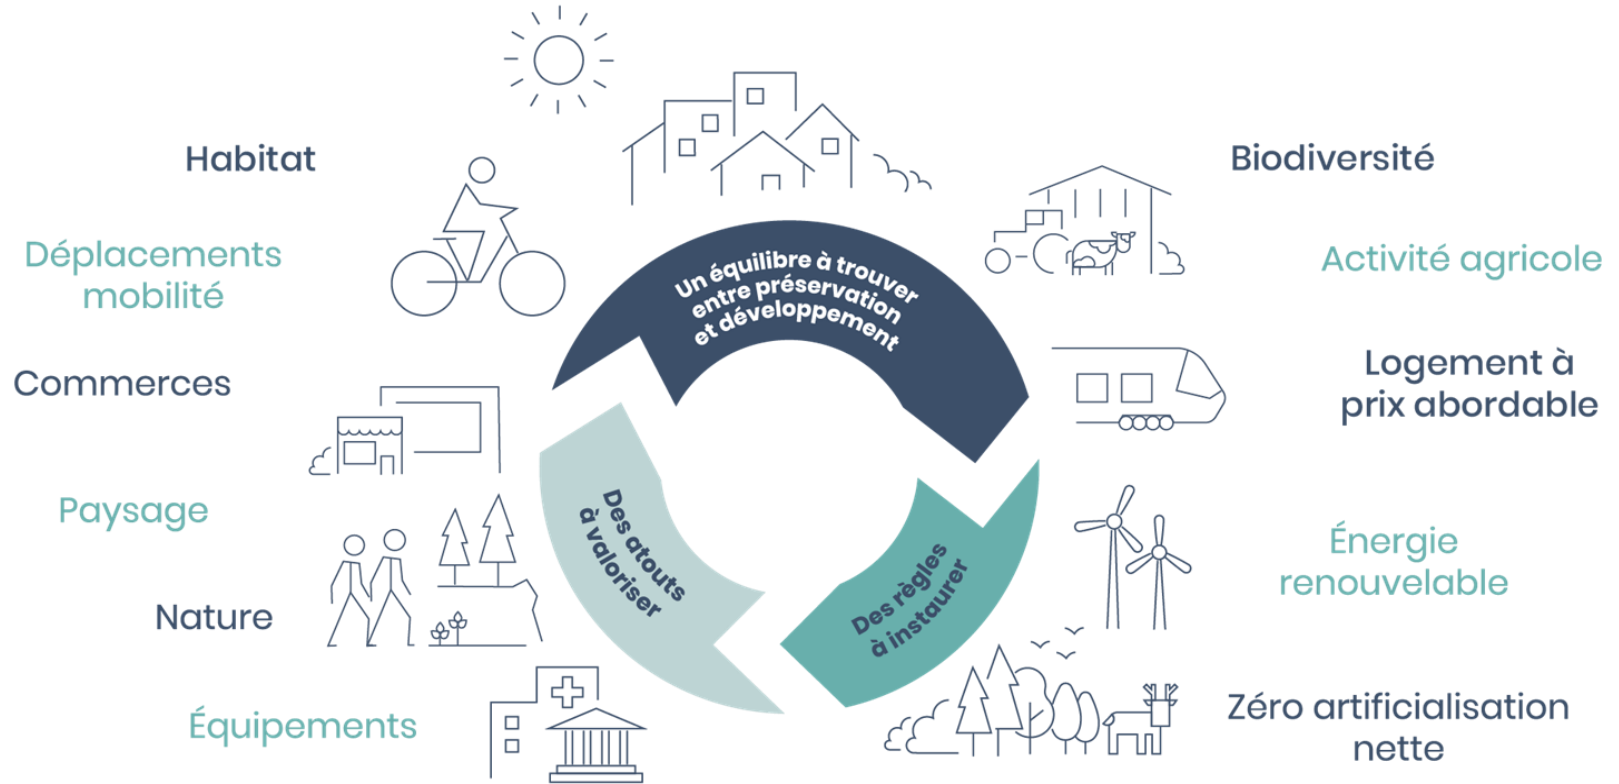 Habitat
Déplacements
mobilité
Commerces
Paysage
Nature
Équipements
Un équilibre à trouver
entre préservation
et développement
Des atouts
à valoriser
Des règles
à instaurer
Biodiversité
Activité agricole
Logement à
prix abordable
Énergie
renouvelable
Zéro artificialisation
nette